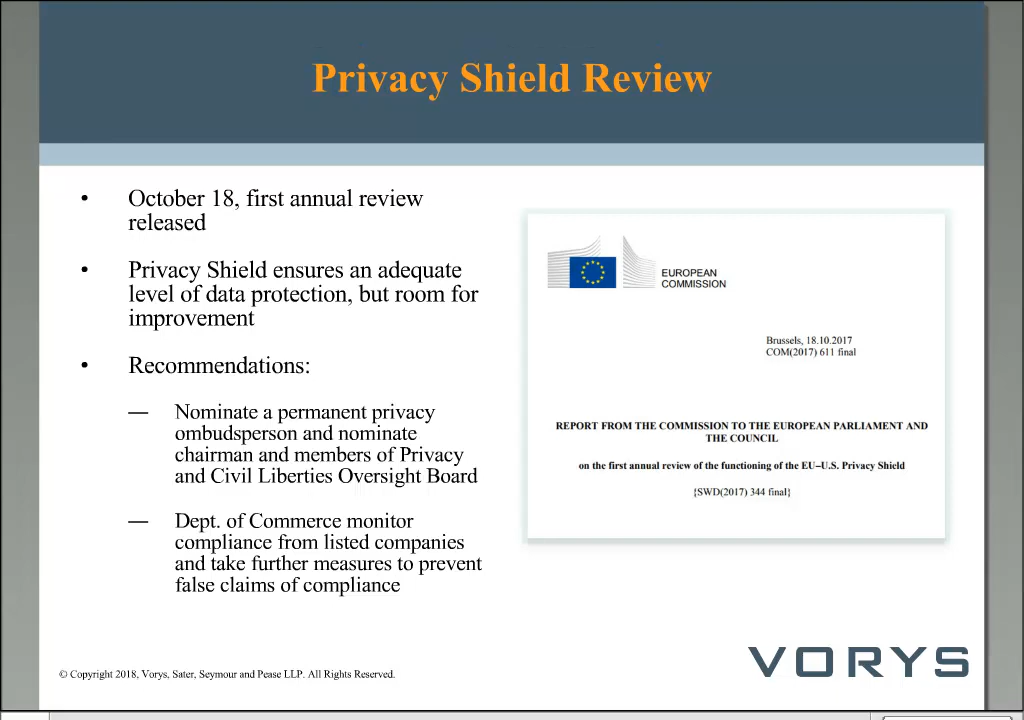 Privacy Shield Review
• October 18, first annual review
released
• Privacy Shield ensures an adequate
level of data protection, but room for
improvement
• Recommendations:
— Nominate a permanent privacy
ombudsperson and nominate
chairman and members of Privacy
and Civil Liberties Oversight Board
— Dept. of Commerce monitor
compliance from listed companies
and take further measures to prevent
false claims of compliance
EUROPEAN
COMMISSION
Brussels, 18.10.2017
COM(2017) 611 final
REPORT FROM THE COMMISSION TO THE EUROPEAN PARLIAMENT AND
THE COUNCIL
on the first annual review of the functioning of the EU–U.S. Privacy Shield
{SWD(2017) 344 final}
© Copyright 2018, Vorys, Sater, Seymour and Pease LLP. All Rights Reserved.
VORYS